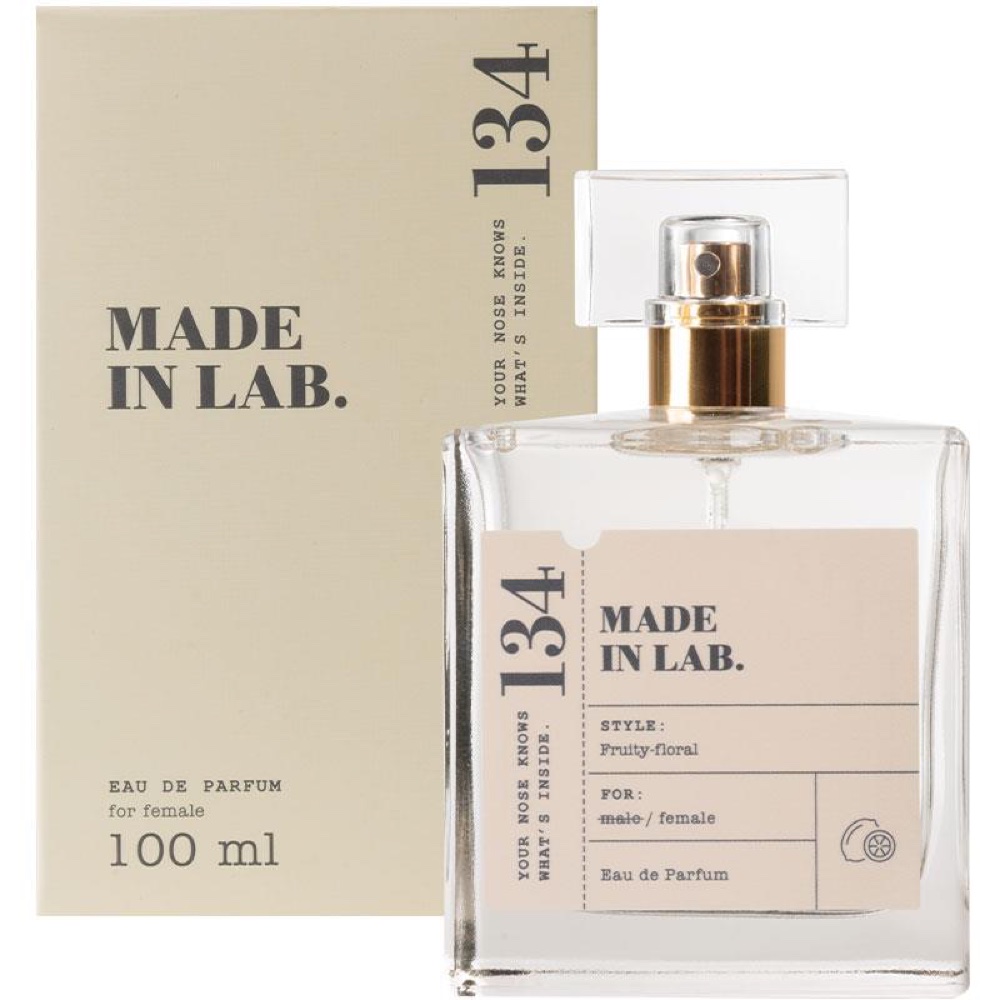 134
YOUR NOSE KNOWS
WHAT'S INSIDE.
MADE
IN LAB.
EAU DE PARFUM
for female
100 ml
134
YOUR NOSE KNOWS
WHAT'S INSIDE.
MADE
IN LAB.
STYLE:
Fruity-floral
FOR:
male / female
Eau de Parfum